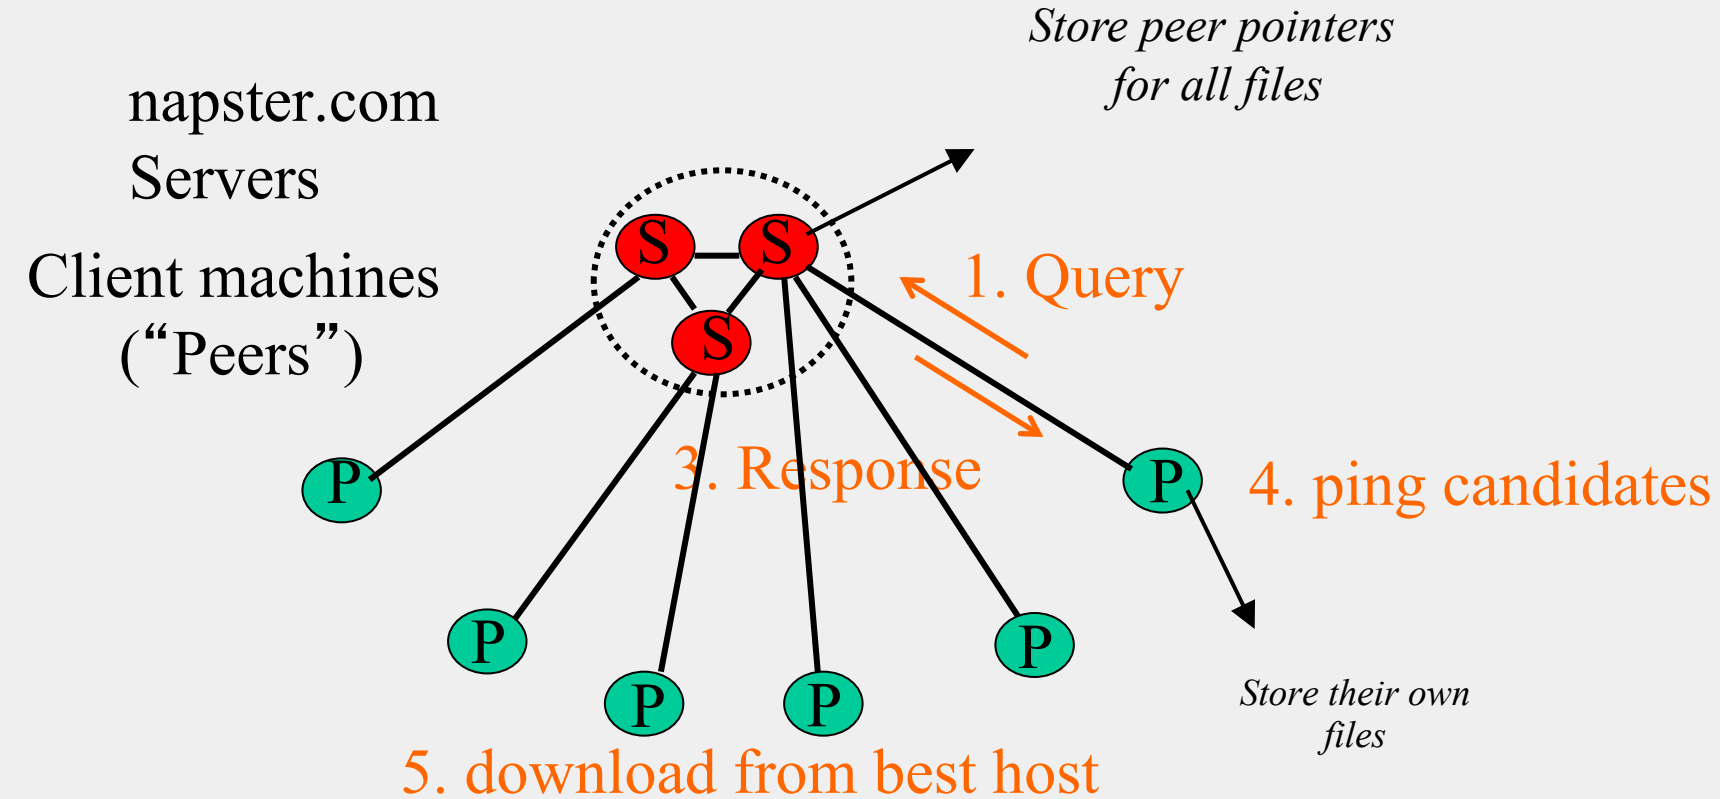 Store peer pointers
for all files
napster.com
Servers
Client machines
(“Peers”)
S
S
S
1. Query
3. Response
P
P
4. ping candidates
P
P
P
P
Store their own
files
5. download from best host